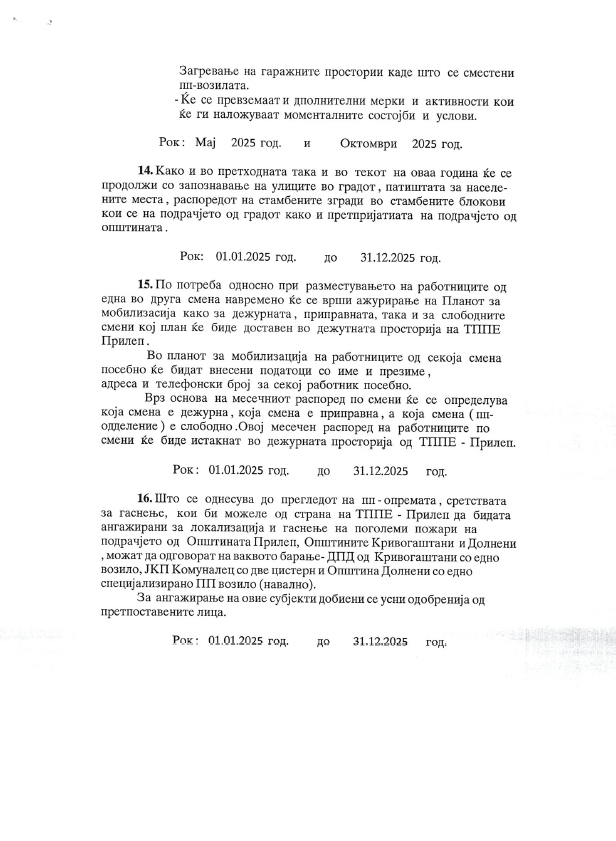 Загревање на гаражните простории каде што се сместени
пп-возилата.
- Ќе се превземаат и дполнителни мерки и активности кои
ќе ги наложуваат моменталните состојби и услови.
Рок: Мај 2025 год. и Октомври 2025 год.
14. Како и во претходната така и во текот на оваа година ќе се
продолжи со запознавање на улиците во градот, патиштата за населе-
ните места, распоредот на стамбените згради во стамбените блокови
кои се на подрачјето од градот како и претпријатиата на подрачјето од
општината.
Рок: 01.01.2025 год. до 31.12.2025 год.
15. По потреба односно при разместувањето на работниците од
една во друга смена навремено ќе се врши ажурирање на Планот за
мобилизасија како за дежурната, приправната, така и за слободните
смени кој план ќе биде доставен во дежутната просторија на ТППЕ
Прилеп.
Во планот за мобилизација на работниците од секоја смена
посебно ќе бидат внесени податоци со име и презиме,
адреса и телефонски број за секој работник посебно.
Врз основа на месечниот распоред по смени ќе се определува
која смена е дежурна, која смена е приправна, а која смена ( пп-
одделение ) е слободно.Овој месечен распоред на работниците по
смени ќе биде истакнат во дежурната просторија од ТППЕ - Прилеп.
Рок: 01.01.2025 год. до 31.12.2025 год.
16. Што се однесува до прегледот на пп - опремата, сретствата
за гаснење, кои би можеле од страна на ТППЕ - Прилеп да бидата
ангажирани за локализација и гаснење на поголеми пожари на
подрачјето од Општината Прилеп, Општините Кривогаштани и Долнени
, можат да одговорат на ваквото барање- ДПД од Кривогаштани со едно
возило, ЈКП Комуналец со две цистерни и Општина Долнени со едно
специјализирано ПП возило (навално).
За ангажирање на овие субјекти добиени се усни одобренија од
претпоставените лица.
Рок: 01.01.2025 год. до 31.12.2025 год.